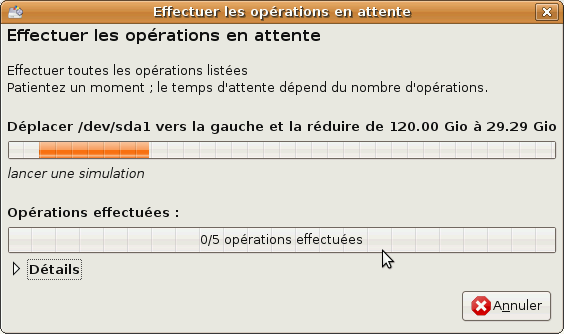 Effectuer les opérations en attente
Effectuer les opérations en attente
Effectuer toutes les opérations listées
Patientez un moment ; le temps d'attente dépend du nombre d'opérations.
Déplacer /dev/sda1 vers la gauche et la réduire de 120.00 Gio à 29.29 Gio
lancer une simulation
Opérations effectuées :
0/5 opérations effectuées
Détails
Annuler